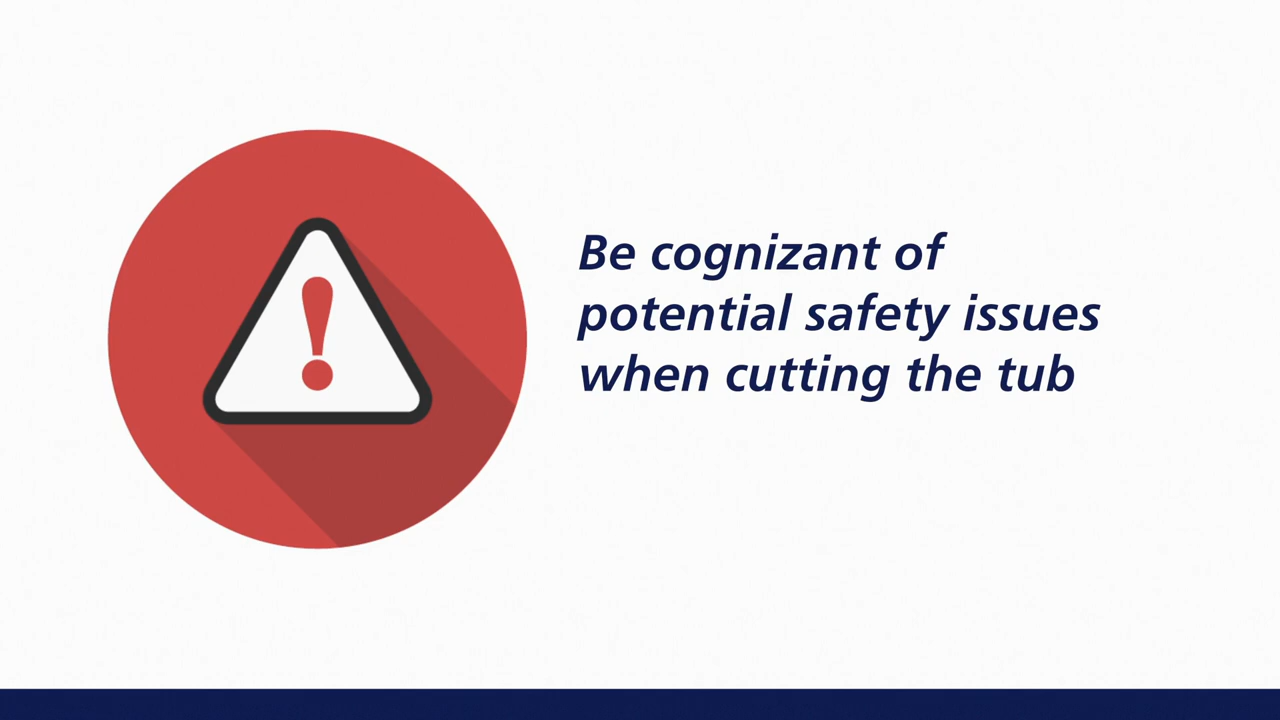 Be cognizant of
potential safety issues
when cutting the tub